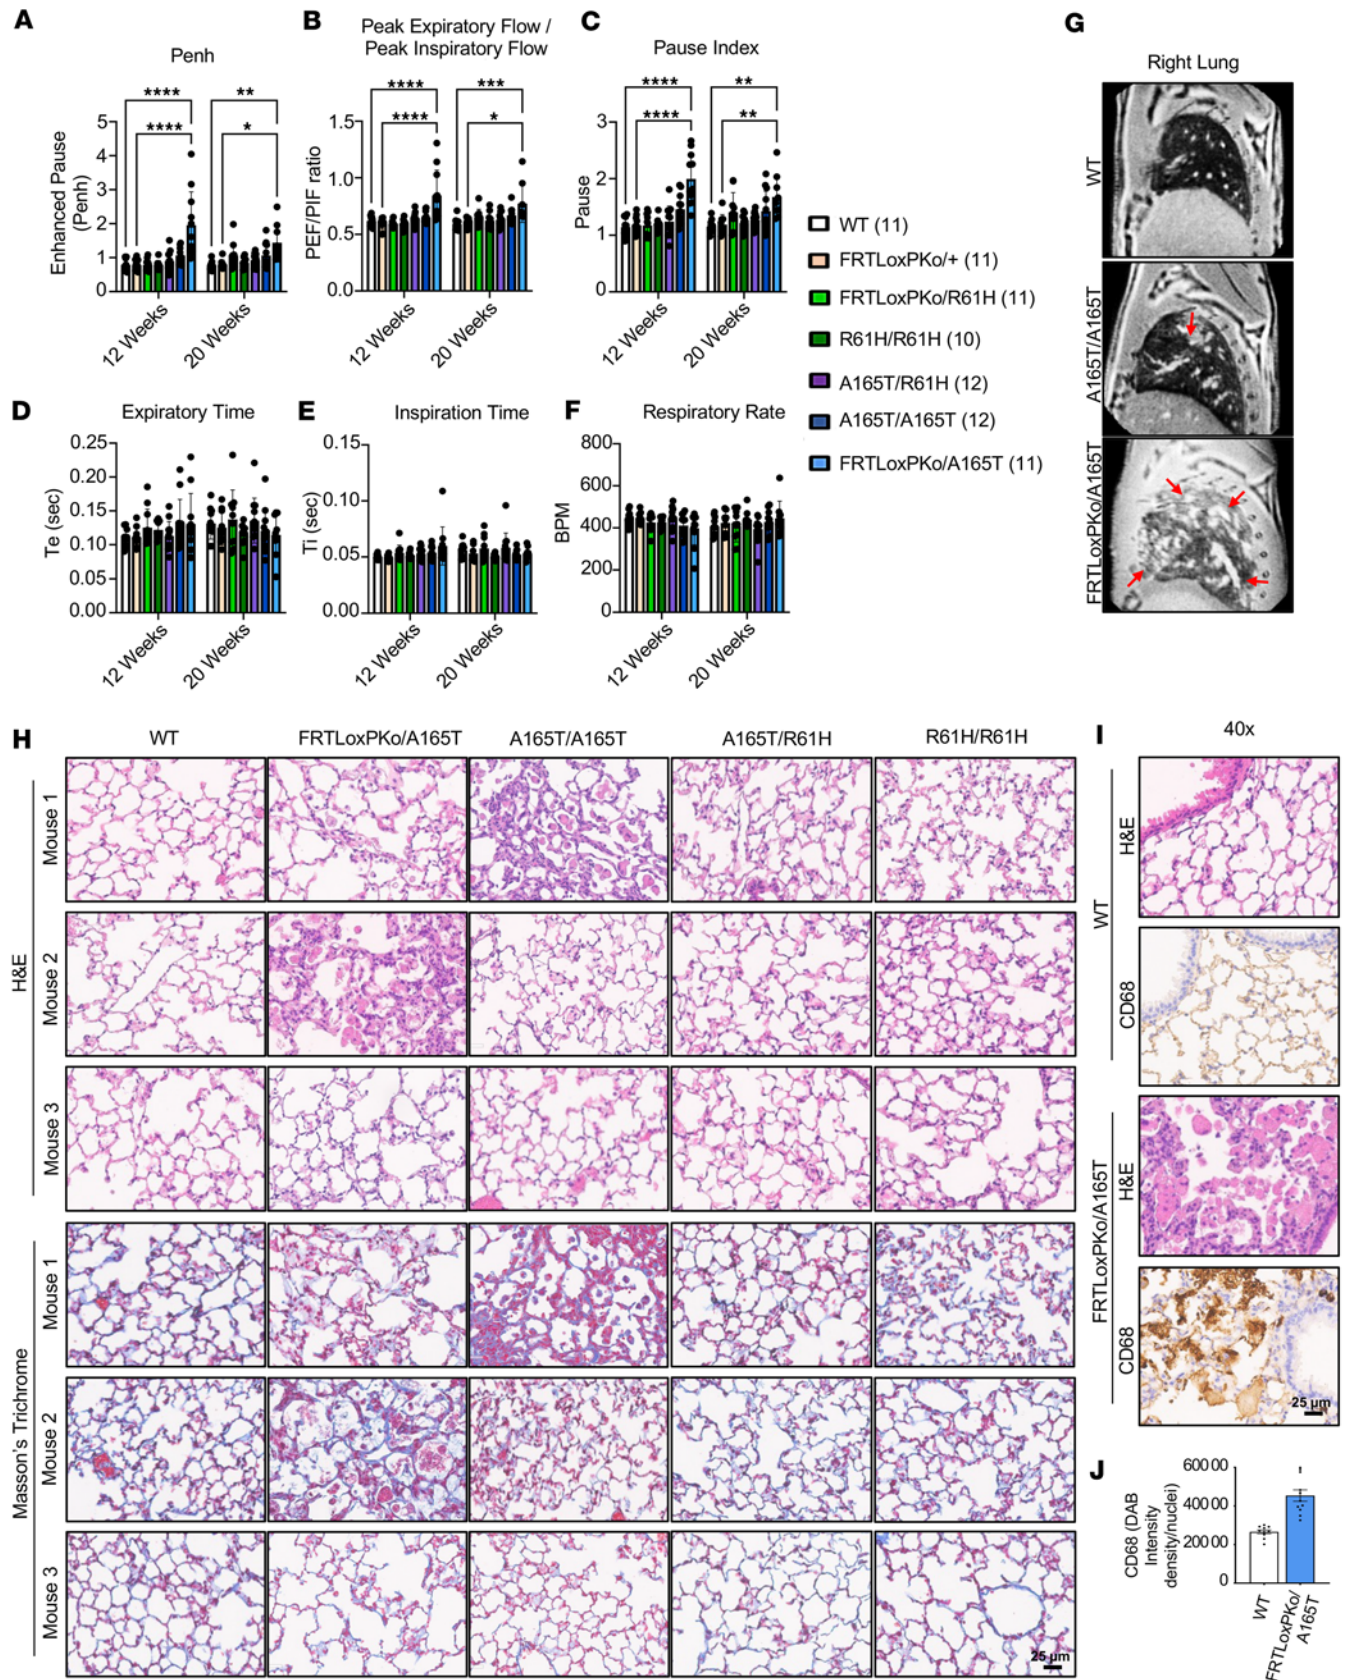 A
Penh
Enhanced Pause
(Penh)
5
4
3
2
1
0
****
****
**
*
12 Weeks
20 Weeks
B
Peak Expiratory Flow /
Peak Inspiratory Flow
PEF/PIF ratio
1.5
1.0
0.5
0.0
****
****
***
*
12 Weeks
20 Weeks
C
Pause Index
Pause
3
2
1
0
****
****
**
**
12 Weeks
20 Weeks
WT (11)
FRTLoxPKo/+ (11)
FRTLoxPKo/R61H (11)
R61H/R61H (10)
A165T/R61H (12)
A165T/A165T (12)
FRTLoxPKo/A165T (11)
D
Expiratory Time
Te (sec)
0.25
0.20
0.15
0.10
0.05
0.00
12 Weeks
20 Weeks
E
Inspiration Time
Ti (sec)
0.15
0.10
0.05
0.00
12 Weeks
20 Weeks
F
Respiratory Rate
BPM
800
600
400
200
0
12 Weeks
20 Weeks
G
Right Lung
WT
A165T/A165T
FRTLoxPKo/A165T
H
WT
FRTLoxPKo/A165T
A165T/A165T
A165T/R61H
R61H/R61H
H&E
Mouse 1
Mouse 2
Mouse 3
Masson's Trichrome
Mouse 1
Mouse 2
Mouse 3
25 µm
I
40x
WT
H&E
CD68
FRTLoxPKo/A165T
H&E
CD68
25 µm
J
CD68 (DAB
Intensity
density/nuclei)
600000
400000
200000
0
WT
FRTLoxPKo/
A165T